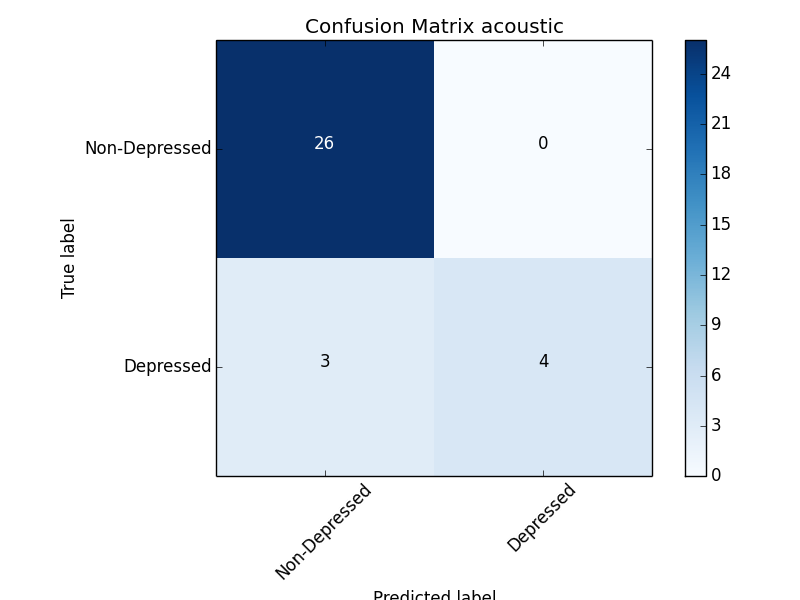 Confusion Matrix acoustic
Non-Depressed
26
0
True label
Depressed
3
4
Non-Depressed
Depressed
Predicted label
24
21
18
15
12
9
6
3
0